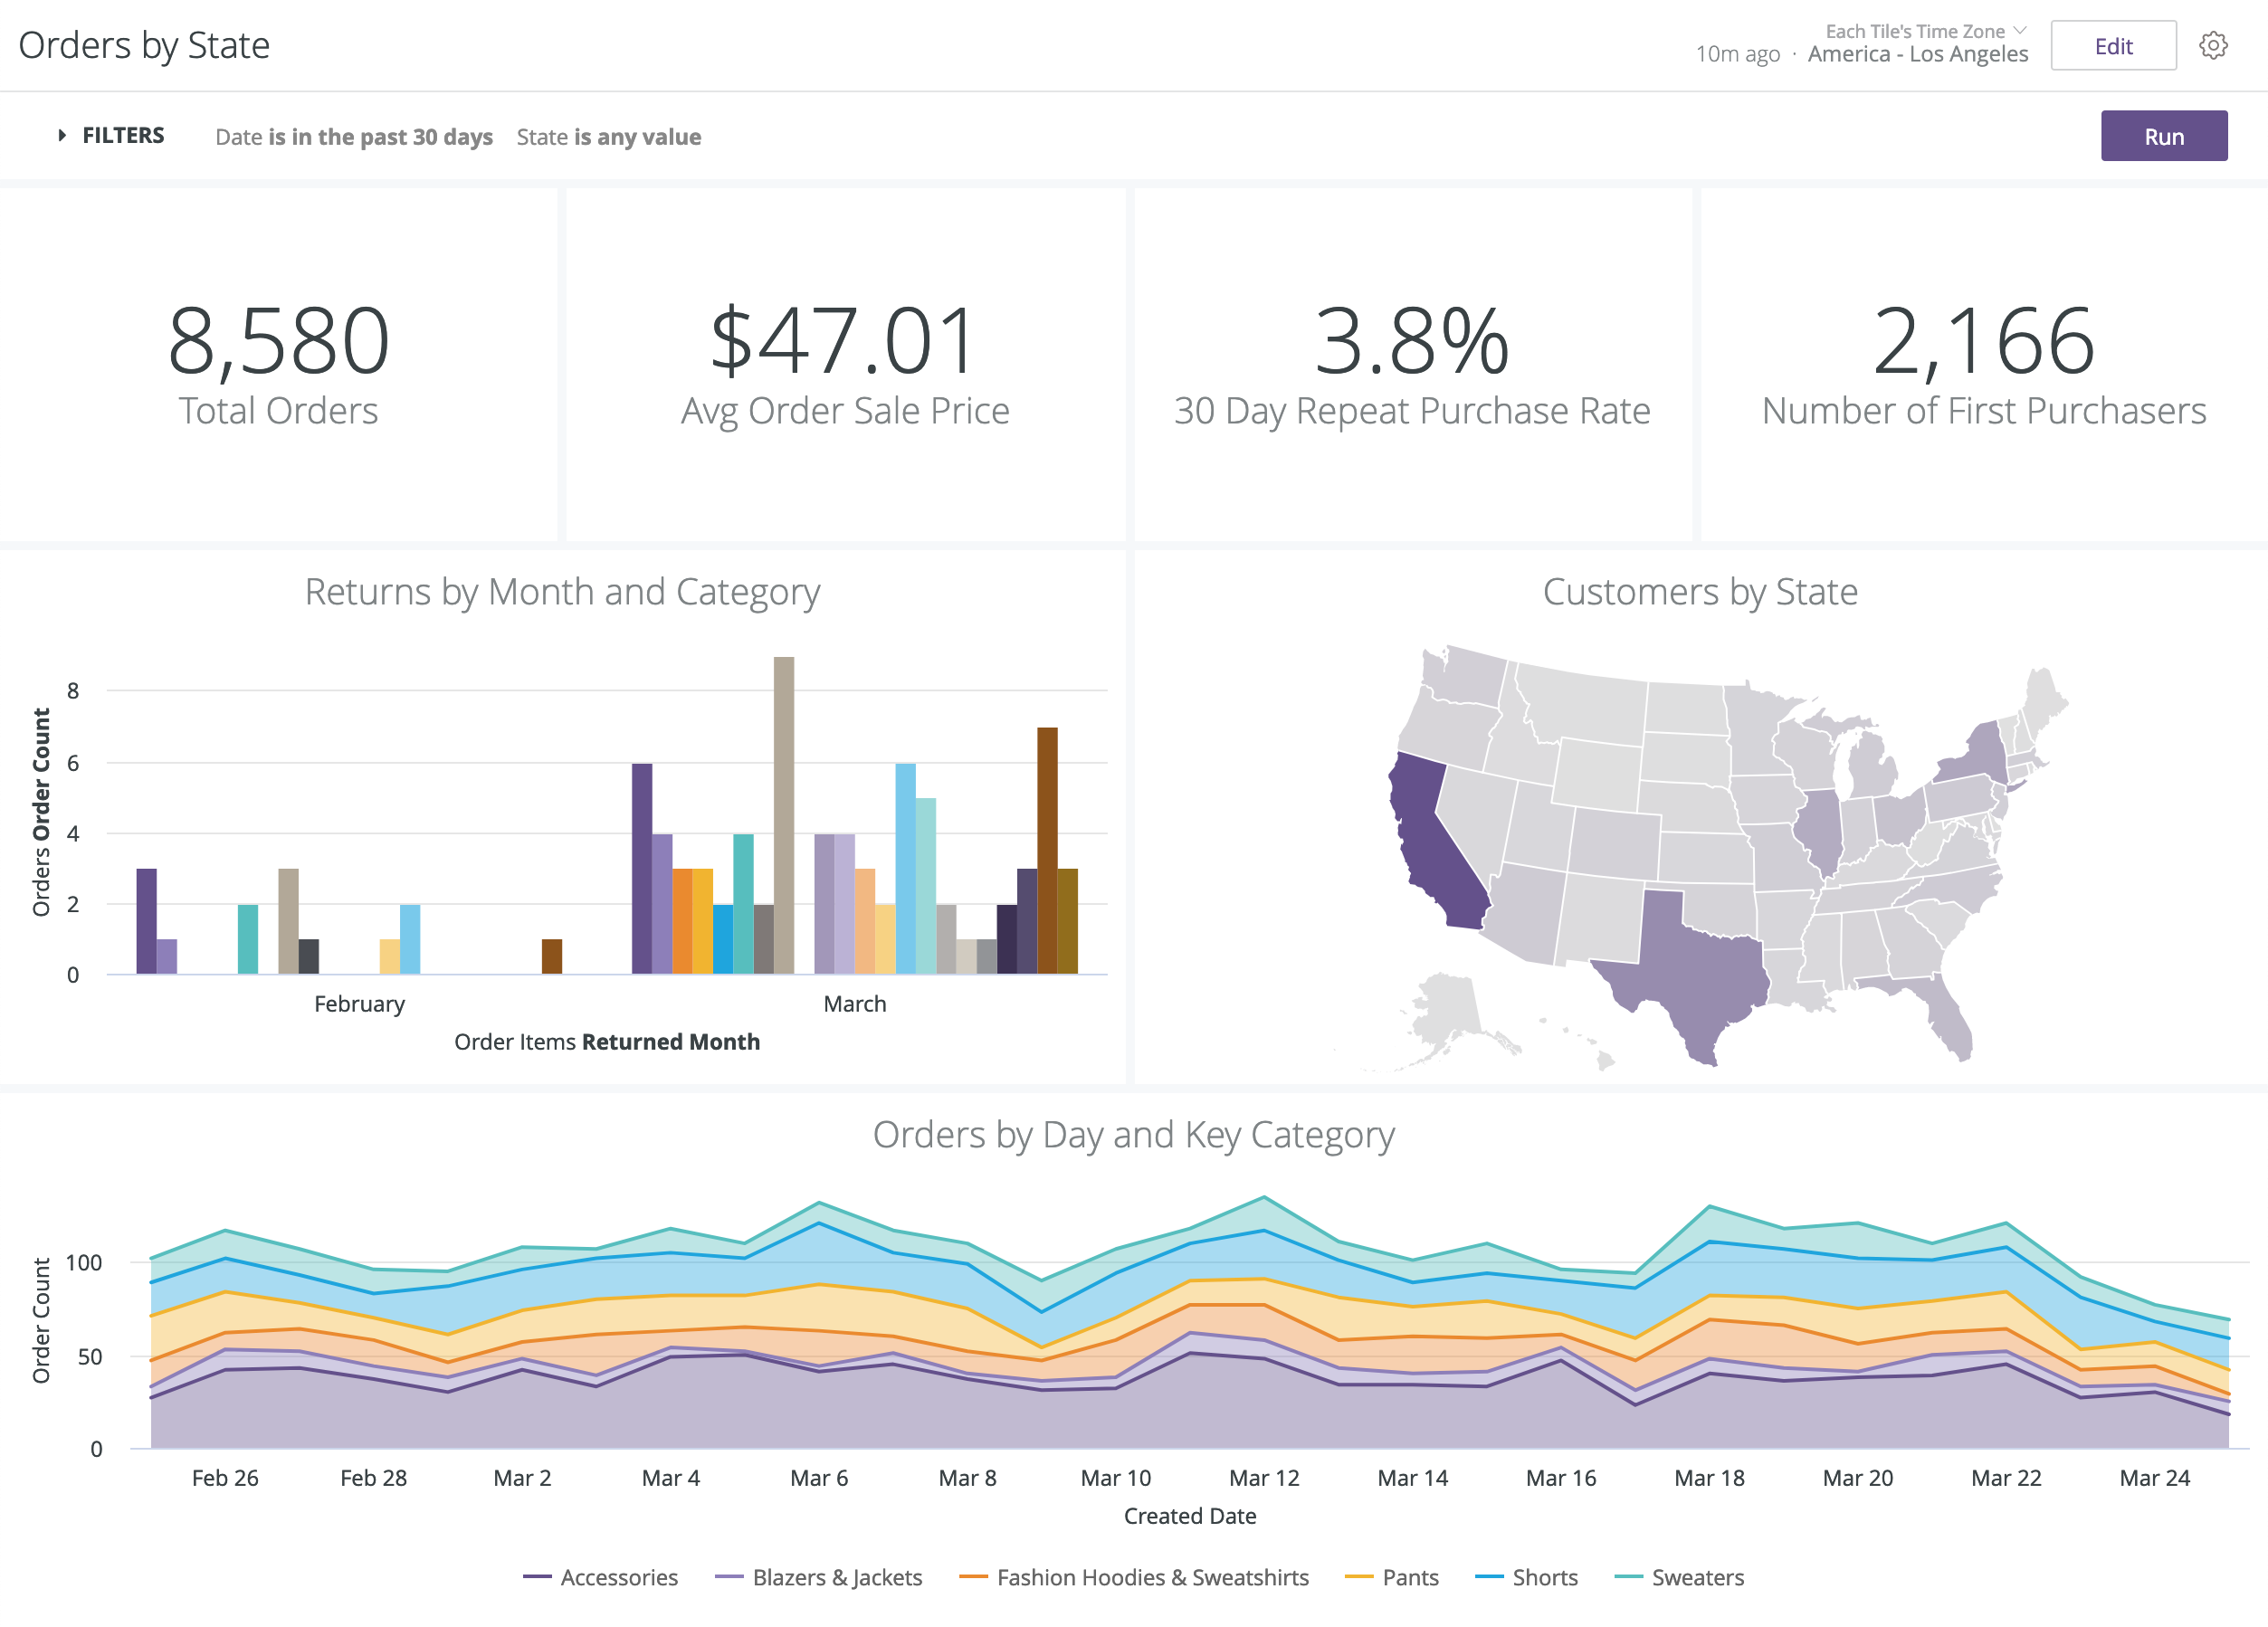 Orders by State
Each Tile's Time Zone
10m ago · America - Los Angeles
Edit
FILTERS Date is in the past 30 days State is any value
Run
8,580
Total Orders
$47.01
Avg Order Sale Price
3.8%
30 Day Repeat Purchase Rate
2,166
Number of First Purchasers
Returns by Month and Category
Orders Order Count
8
6
4
2
0
February March
Order Items Returned Month
Customers by State
Orders by Day and Key Category
Order Count
100
50
0
Feb 26 Feb 28 Mar 2 Mar 4 Mar 6 Mar 8 Mar 10 Mar 12 Mar 14 Mar 16 Mar 18 Mar 20 Mar 22 Mar 24
Created Date
Accessories Blazers & Jackets Fashion Hoodies & Sweatshirts Pants Shorts Sweaters